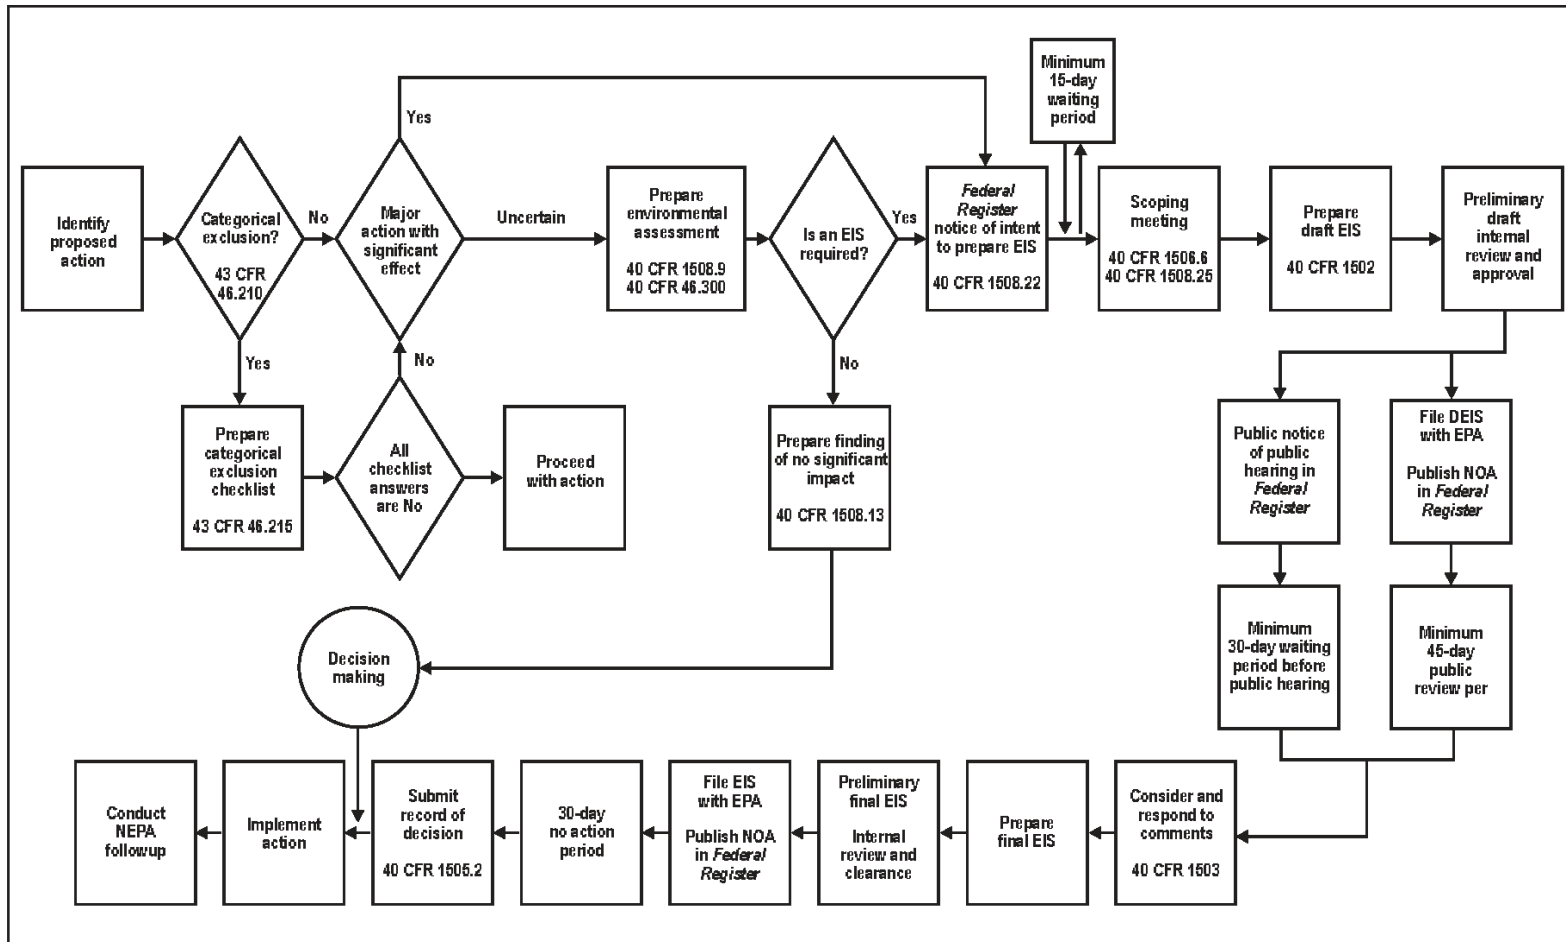 Identify
proposed
action
Categorical
exclusion?
43 CFR
46.210
No
Yes
Prepare
categorical
exclusion
checklist
43 CFR 46.215
Major
action with
significant
effect
Yes
Uncertain
No
All
checklist
answers
are No
Proceed
with action
Prepare
environmental
assessment
40 CFR 1508.9
40 CFR 46.300
Is an EIS
required?
Yes
No
Prepare finding
of no significant
impact
40 CFR 1508.13
Federal
Register
notice of intent
to prepare EIS
40 CFR 1508.22
Minimum
15-day
waiting
period
Scoping
meeting
40 CFR 1506.6
40 CFR 1508.25
Prepare
draft EIS
40 CFR 1502
Preliminary
draft
internal
review and
approval
Public notice
of public
hearing in
Federal
Register
File DEIS
with EPA
Publish NOA
in Federal
Register
Minimum
30-day waiting
period before
public hearing
Minimum
45-day
public
review per
Decision
making
Conduct
NEPA
followup
Implement
action
Submit
record of
decision
40 CFR 1505.2
30-day
no action
period
File EIS
with EPA
Publish NOA
in Federal
Register
Preliminary
final EIS
Internal
review and
clearance
Prepare
final EIS
Consider and
respond to
comments
40 CFR 1503